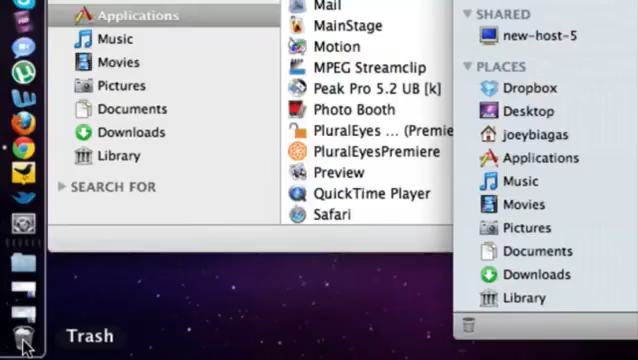 Applications
Music
Movies
Pictures
Documents
Downloads
Library
SEARCH FOR
Mail
MainStage
Motion
MPEG Streamclip
Peak Pro 5.2 UB [k]
Photo Booth
PluralEyes ... (Premie
PluralEyesPremiere
Preview
QuickTime Player
Safari
SHARED
new-host-5
PLACES
Dropbox
Desktop
joeybiagas
Applications
Music
Movies
Pictures
Documents
Downloads
Library
Trash